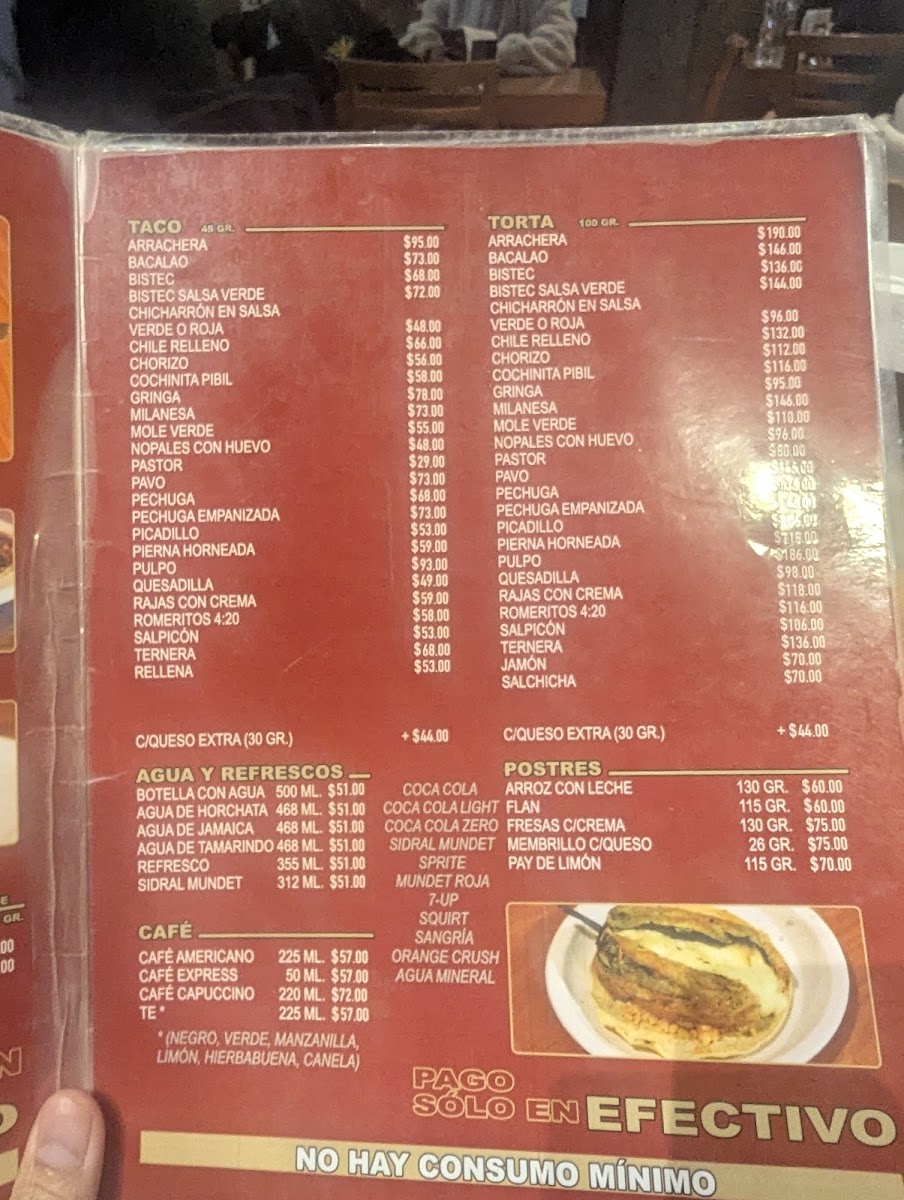 TACO 45 GR.
ARRACHERA $95.00
BACALAO $73.00
BISTEC $68.00
BISTEC SALSA VERDE $72.00
CHICHARRÓN EN SALSA
VERDE O ROJA $48.00
CHILE RELLENO $66.00
CHORIZO $56.00
COCHINITA PIBIL $58.00
GRINGA $78.00
MILANESA $73.00
MOLE VERDE $55.00
NOPALES CON HUEVO $48.00
PASTOR $29.00
PAVO $73.00
PECHUGA $68.00
PECHUGA EMPANIZADA $73.00
PICADILLO $53.00
PIERNA HORNEADA $59.00
PULPO $93.00
QUESADILLA $49.00
RAJAS CON CREMA $59.00
ROMERITOS 4:20 $58.00
SALPICÓN $53.00
TERNERA $68.00
RELLENA $53.00
C/QUESO EXTRA (30 GR.) + $44.00
TORTA 100 GR.
ARRACHERA $190.00
BACALAO $146.00
BISTEC $136.00
BISTEC SALSA VERDE $144.00
CHICHARRÓN EN SALSA
VERDE O ROJA $96.00
CHILE RELLENO $132.00
CHORIZO $112.00
COCHINITA PIBIL $116.00
GRINGA $95.00
MILANESA $146.00
MOLE VERDE $110.00
NOPALES CON HUEVO $96.00
PASTOR $80.00
PAVO
PECHUGA
PECHUGA EMPANIZADA
PICADILLO
PIERNA HORNEADA $118.00
PULPO $186.00
QUESADILLA $98.00
RAJAS CON CREMA $118.00
ROMERITOS 4:20 $116.00
SALPICÓN $106.00
TERNERA $136.00
JAMÓN $70.00
SALCHICHA $70.00
C/QUESO EXTRA (30 GR.) + $44.00
AGUA Y REFRESCOS
BOTELLA CON AGUA 500 ML. $51.00
AGUA DE HORCHATA 468 ML. $51.00
AGUA DE JAMAICA 468 ML. $51.00
AGUA DE TAMARINDO 468 ML. $51.00
REFRESCO 355 ML. $51.00
SIDRAL MUNDET 312 ML. $51.00
COCA COLA
COCA COLA LIGHT
COCA COLA ZERO
SIDRAL MUNDET
SPRITE
MUNDET ROJA
7-UP
SQUIRT
SANGRÍA
ORANGE CRUSH
AGUA MINERAL
POSTRES
ARROZ CON LECHE 130 GR. $60.00
FLAN 115 GR. $60.00
FRESAS C/CREMA 130 GR. $75.00
MEMBRILLO C/QUESO 26 GR. $75.00
PAY DE LIMÓN 115 GR. $70.00
CAFÉ
CAFÉ AMERICANO 225 ML. $57.00
CAFÉ EXPRESS 50 ML. $57.00
CAFÉ CAPUCCINO 220 ML. $72.00
TE * 225 ML. $57.00
* (NEGRO, VERDE, MANZANILLA,
LIMÓN, HIERBABUENA, CANELA)
PAGO
SÓLO EN EFECTIVO
NO HAY CONSUMO MÍNIMO